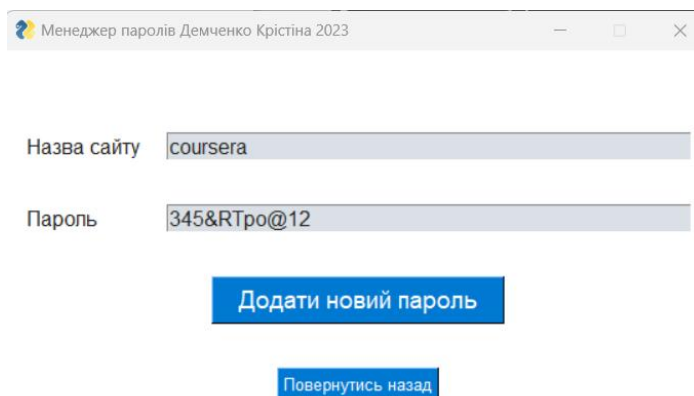 Менеджер паролів Демченко Крістіна 2023
Назва сайту coursera
Пароль 345&RTpo@12
Додати новий пароль
Повернутись назад